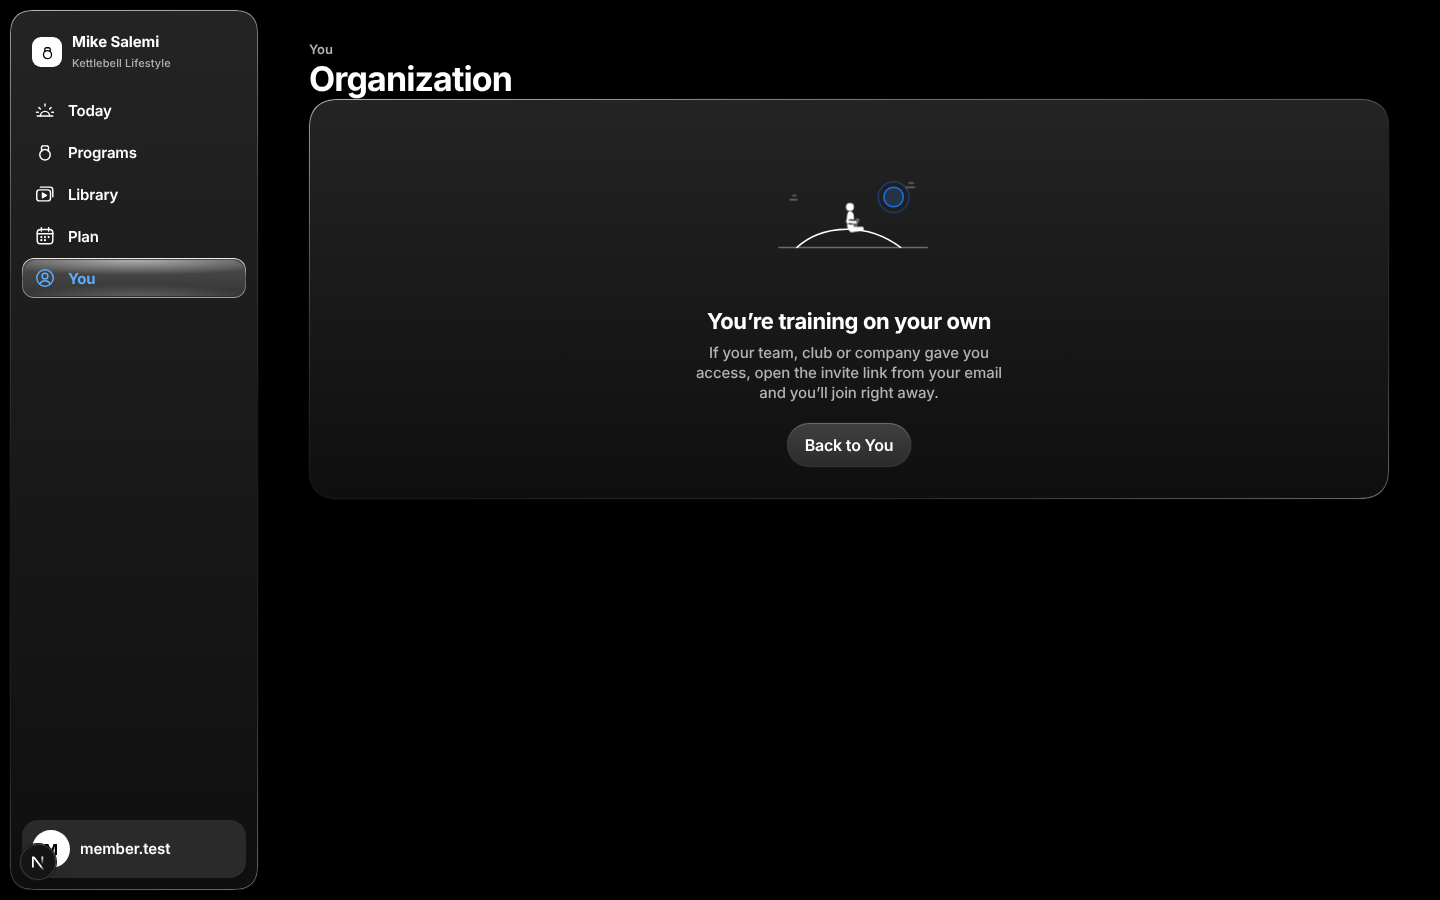 Mike Salemi
Kettlebell Lifestyle
Today
Programs
Library
Plan
You
member.test
N
You
Organization
You’re training on your own
If your team, club or company gave you
access, open the invite link from your email
and you’ll join right away.
Back to You